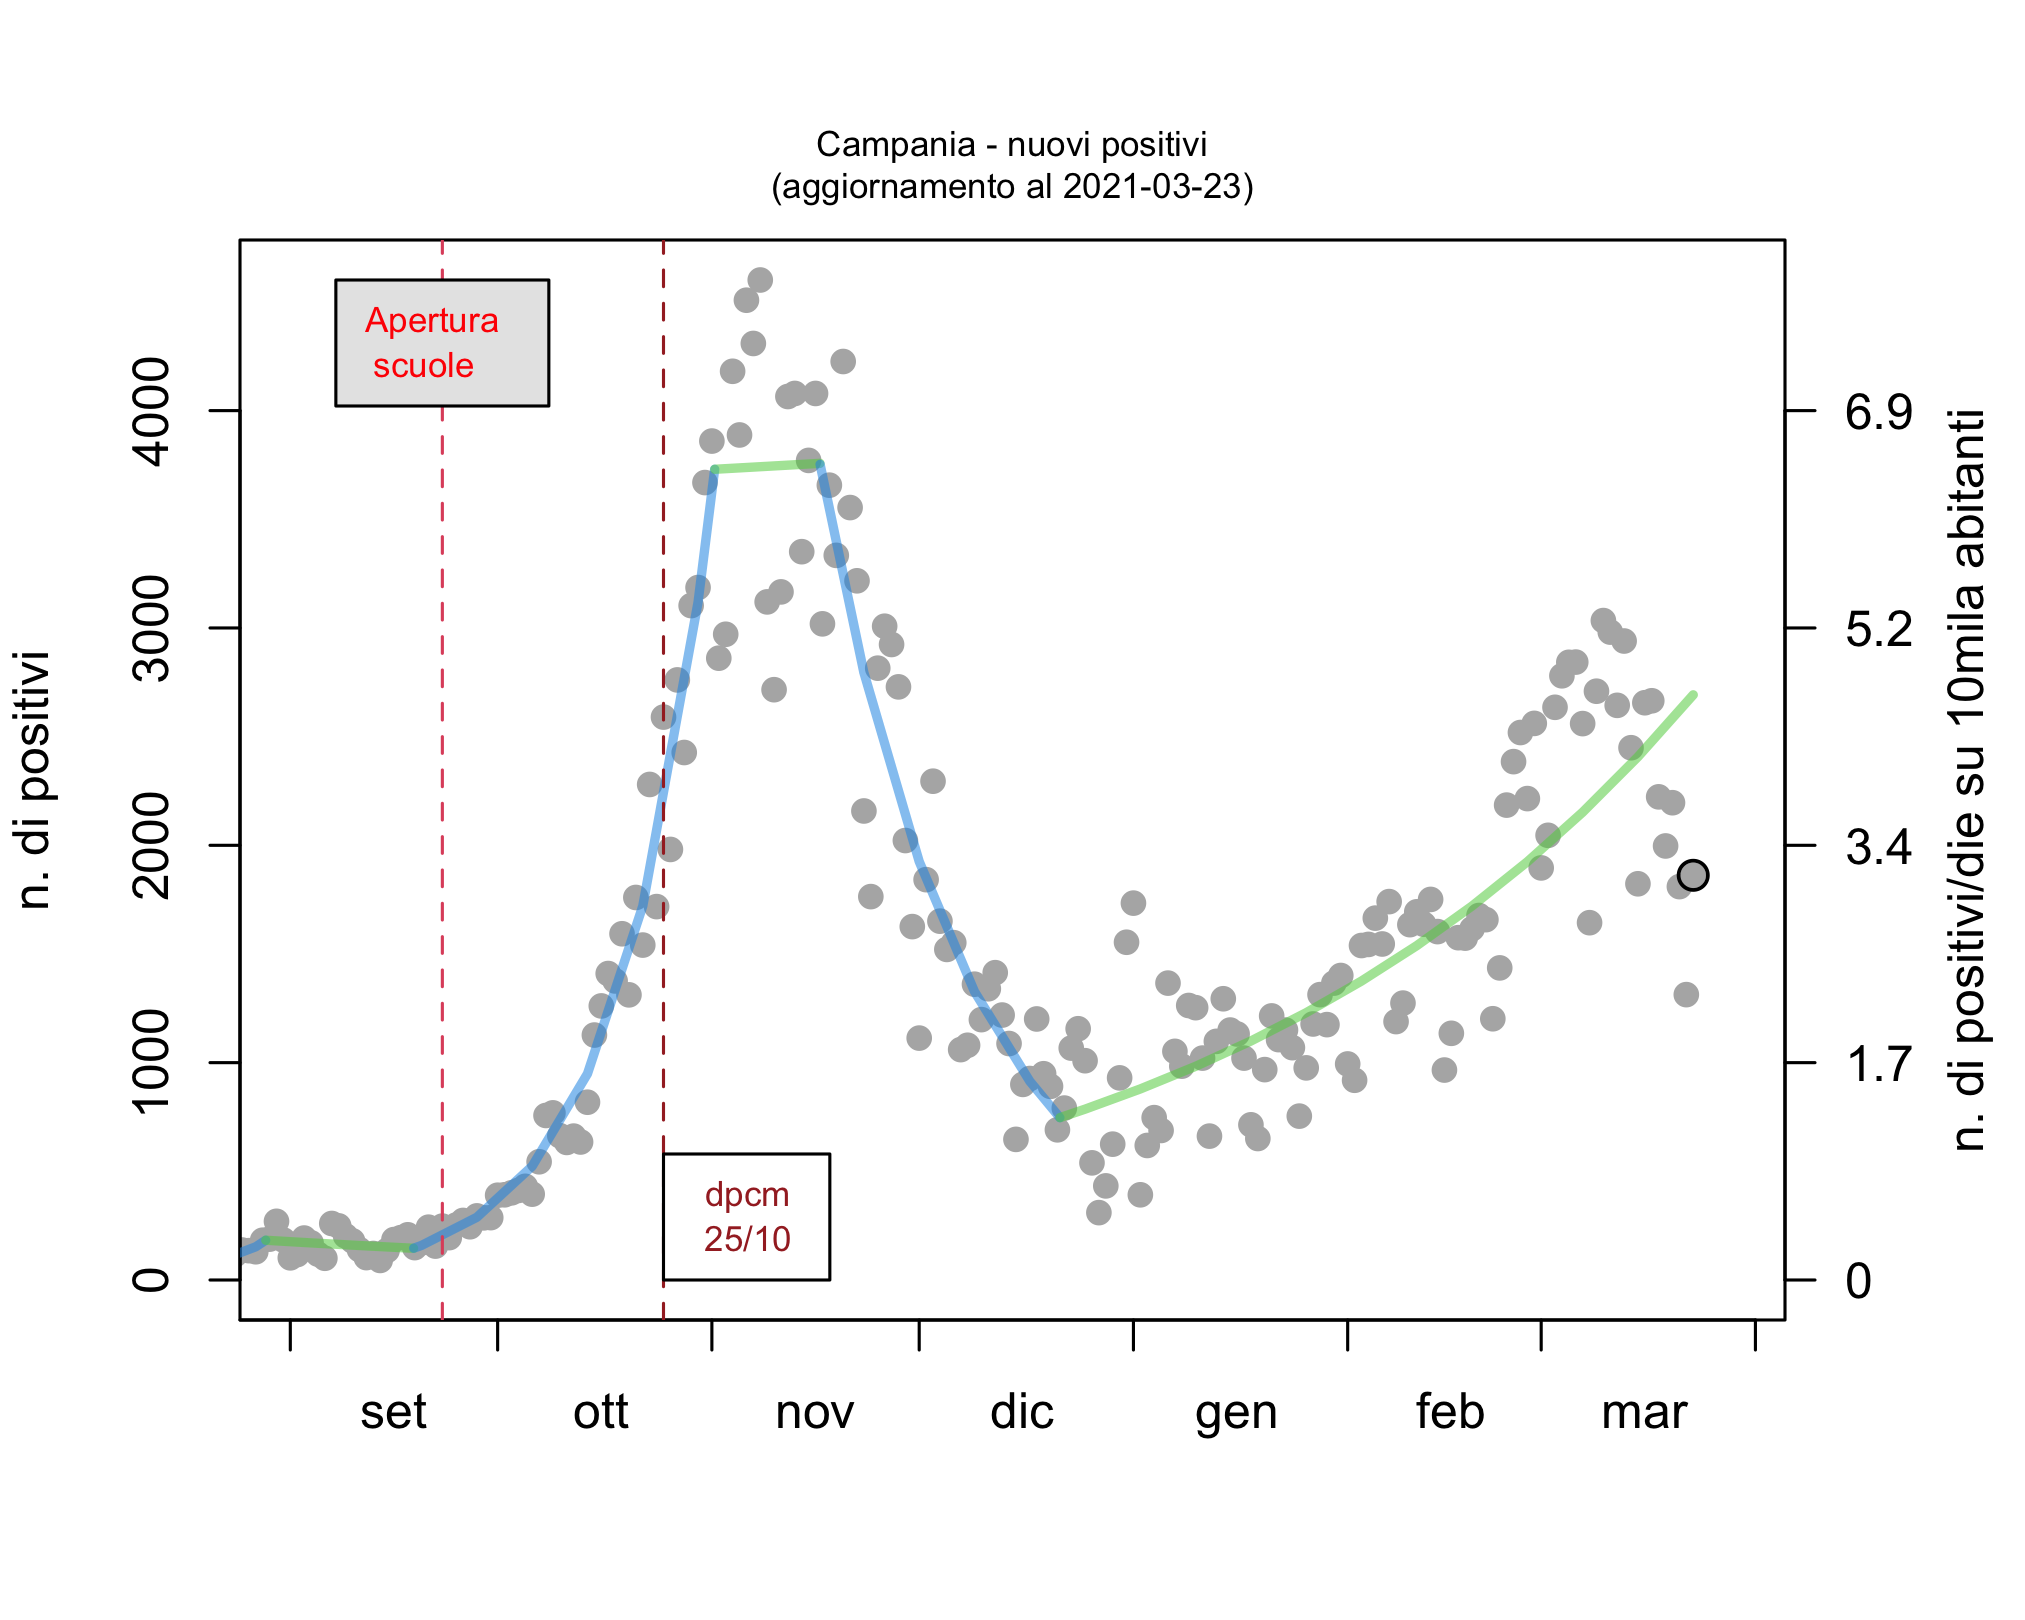 Campania - nuovi positivi
(aggiornamento al 2021-03-23)
Apertura
scuole
dpcm
25/10
n. di positivi
0
1000
2000
3000
4000
0
1.7
3.4
5.2
6.9
n. di positivi/die su 10mila abitanti
set
ott
nov
dic
gen
feb
mar